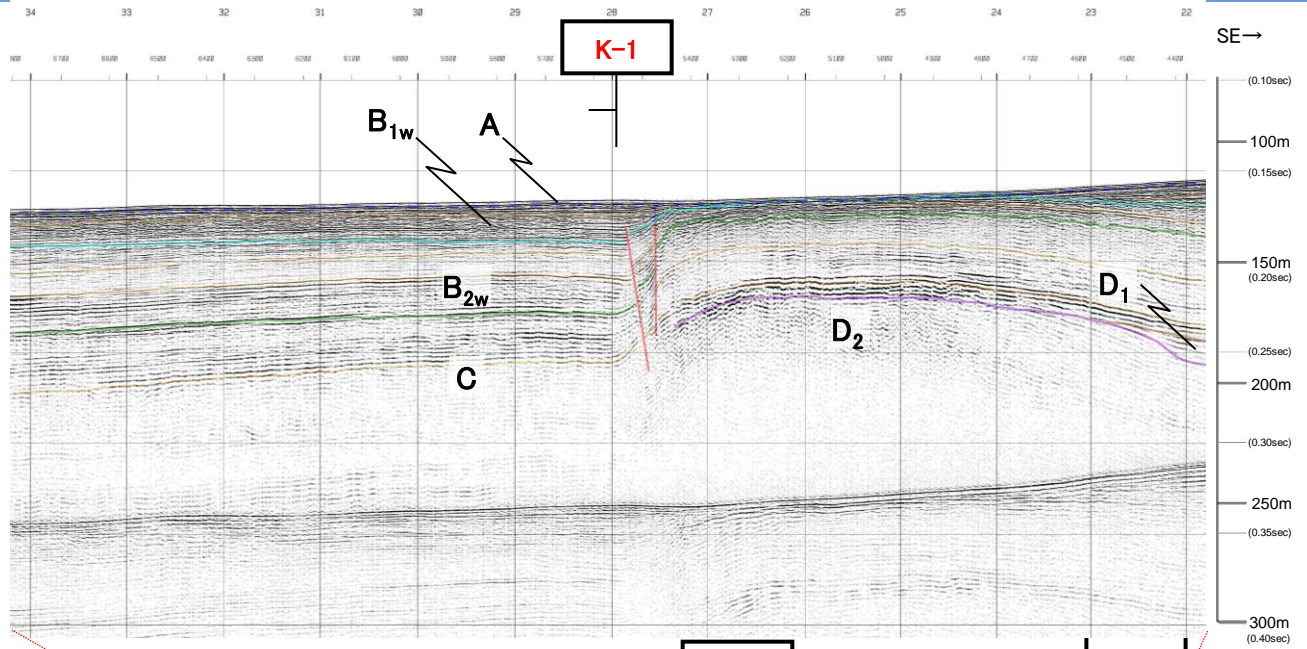 34 33 32 31 30 29 28 27 26 25 24 23 22
K-1
SE→
(0.10sec)
100m
(0.15sec)
B1w
A
150m
(0.20sec)
B2w
D1
D2
(0.25sec)
C
200m
(0.30sec)
250m
(0.35sec)
300m
(0.40sec)